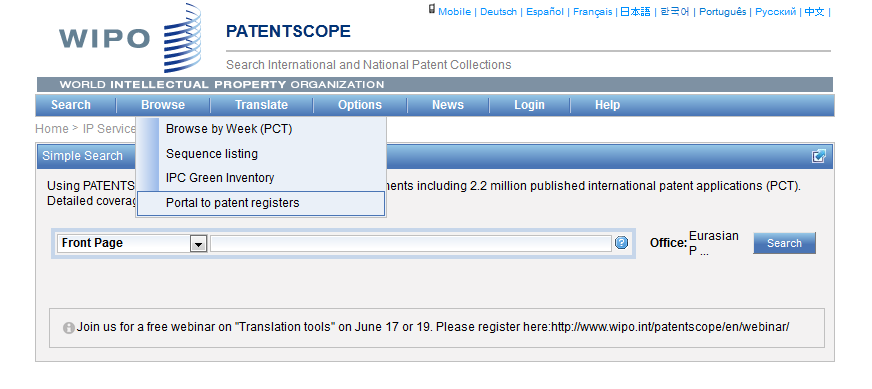 Mobile | Deutsch | Español | Français | 日本語 | 한국어 | Português | Русский | 中文 |
WIPO
PATENTSCOPE
Search International and National Patent Collections
WORLD INTELLECTUAL PROPERTY ORGANIZATION
Search Browse Translate Options News Login Help
Home > IP Service
Browse by Week (PCT)
Sequence listing
IPC Green Inventory
Portal to patent registers
Simple Search
Using PATENTS ents including 2.2 million published international patent applications (PCT).
Detailed coverag
Front Page
Office: Eurasian
P ...
Search
Join us for a free webinar on "Translation tools" on June 17 or 19. Please register here:http://www.wipo.int/patentscope/en/webinar/